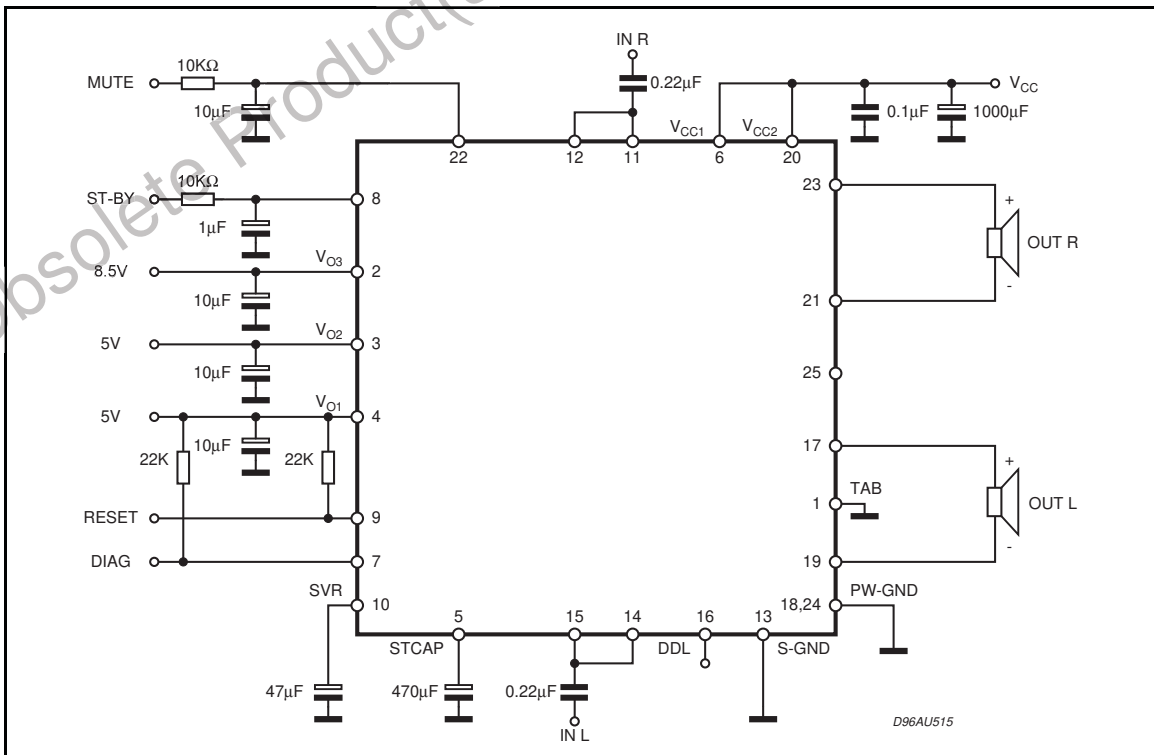 Obsolete Product(
IN R
0.22µF
MUTE
10KΩ
10µF
VCC1
VCC2
VCC
0.1µF
1000µF
22
12
11
6
20
ST-BY
10KΩ
8
1µF
8.5V
VO3
2
10µF
5V
VO2
3
10µF
5V
VO1
4
10µF
22K
22K
RESET
9
DIAG
7
SVR
10
47µF
5
STCAP
470µF
15
14
0.22µF
IN L
16
DDL
13
S-GND
23
+
OUT R
-
21
25
17
+
OUT L
-
1
TAB
19
18,24
PW-GND
D96AU515